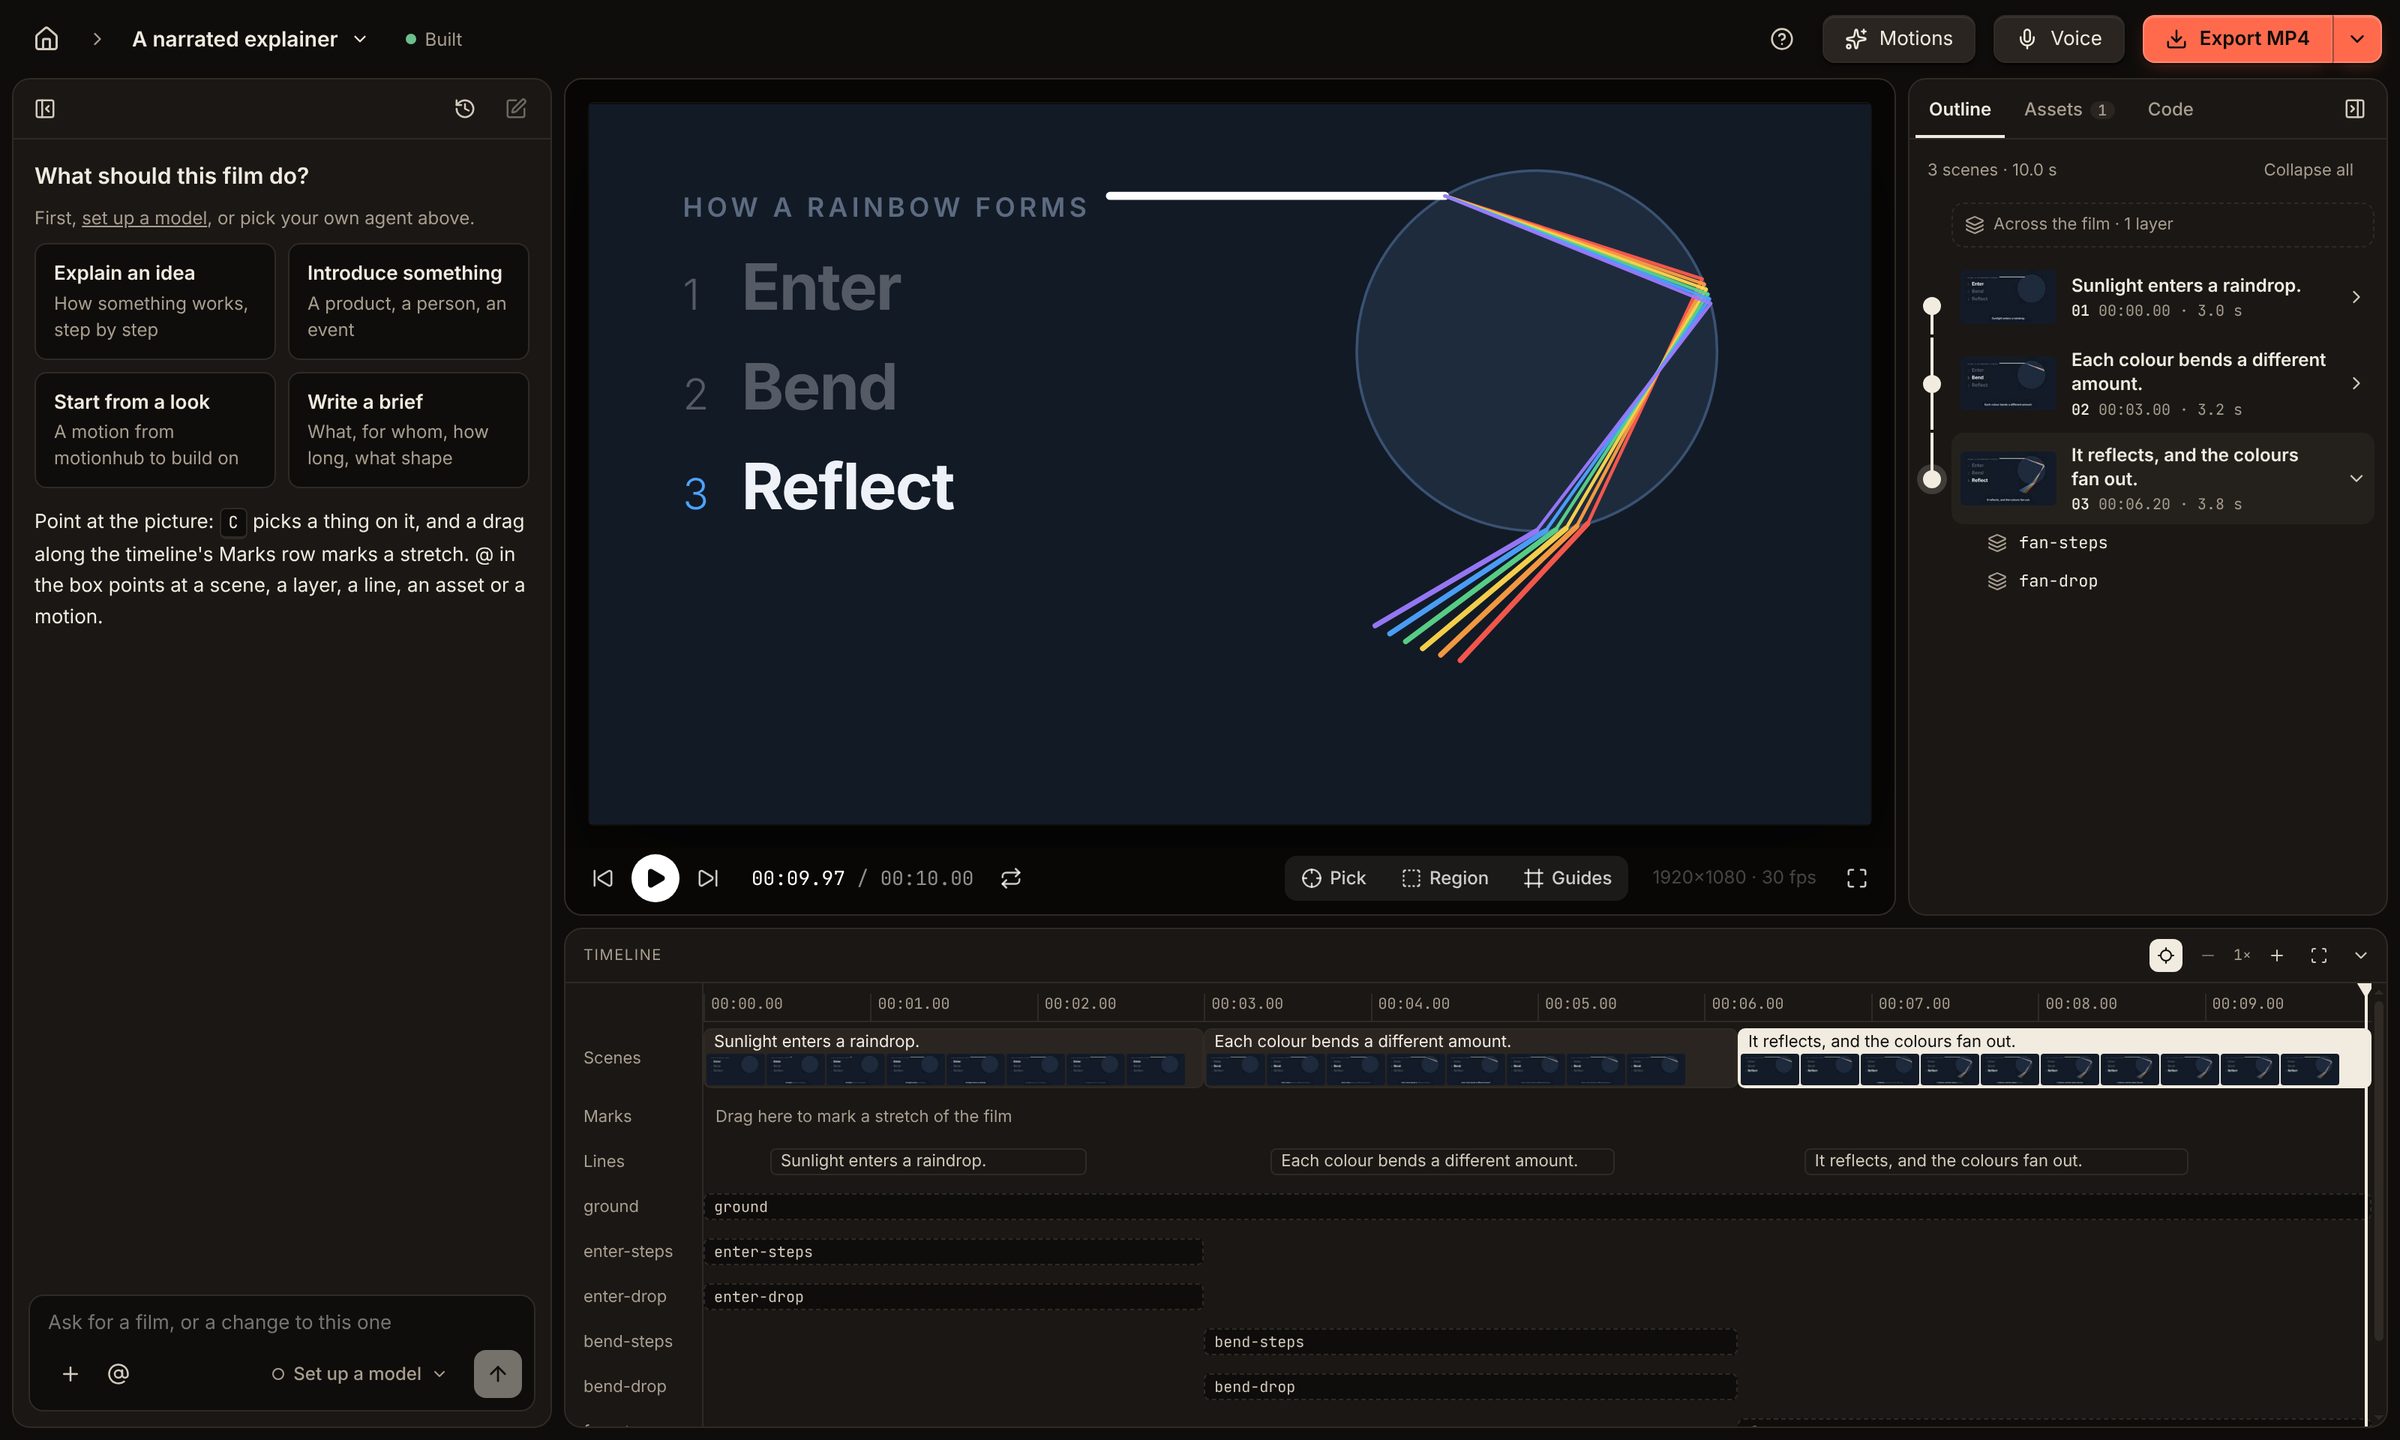 A narrated explainer
Built
Motions
Voice
Export MP4
What should this film do?
First, set up a model, or pick your own agent above.
Explain an idea
How something works,
step by step
Introduce something
A product, a person, an
event
Start from a look
A motion from
motionhub to build on
Write a brief
What, for whom, how
long, what shape
Point at the picture: C picks a thing on it, and a drag
along the timeline's Marks row marks a stretch. @ in
the box points at a scene, a layer, a line, an asset or a
motion.
Ask for a film, or a change to this one
Set up a model
HOW A RAINBOW FORMS
1 Enter
2 Bend
3 Reflect
00:09.97 / 00:10.00
Pick
Region
Guides
1920×1080 · 30 fps
Outline
Assets 1
Code
3 scenes · 10.0 s
Collapse all
Across the film · 1 layer
Sunlight enters a raindrop.
01 00:00.00 · 3.0 s
Each colour bends a different
amount.
02 00:03.00 · 3.2 s
It reflects, and the colours
fan out.
03 00:06.20 · 3.8 s
fan-steps
fan-drop
TIMELINE
1×
00:00.00 00:01.00 00:02.00 00:03.00 00:04.00 00:05.00 00:06.00 00:07.00 00:08.00 00:09.00
Scenes
Sunlight enters a raindrop.
Each colour bends a different amount.
It reflects, and the colours fan out.
Marks
Drag here to mark a stretch of the film
Lines
Sunlight enters a raindrop.
Each colour bends a different amount.
It reflects, and the colours fan out.
ground
ground
enter-steps
enter-steps
enter-drop
enter-drop
bend-steps
bend-steps
bend-drop
bend-drop